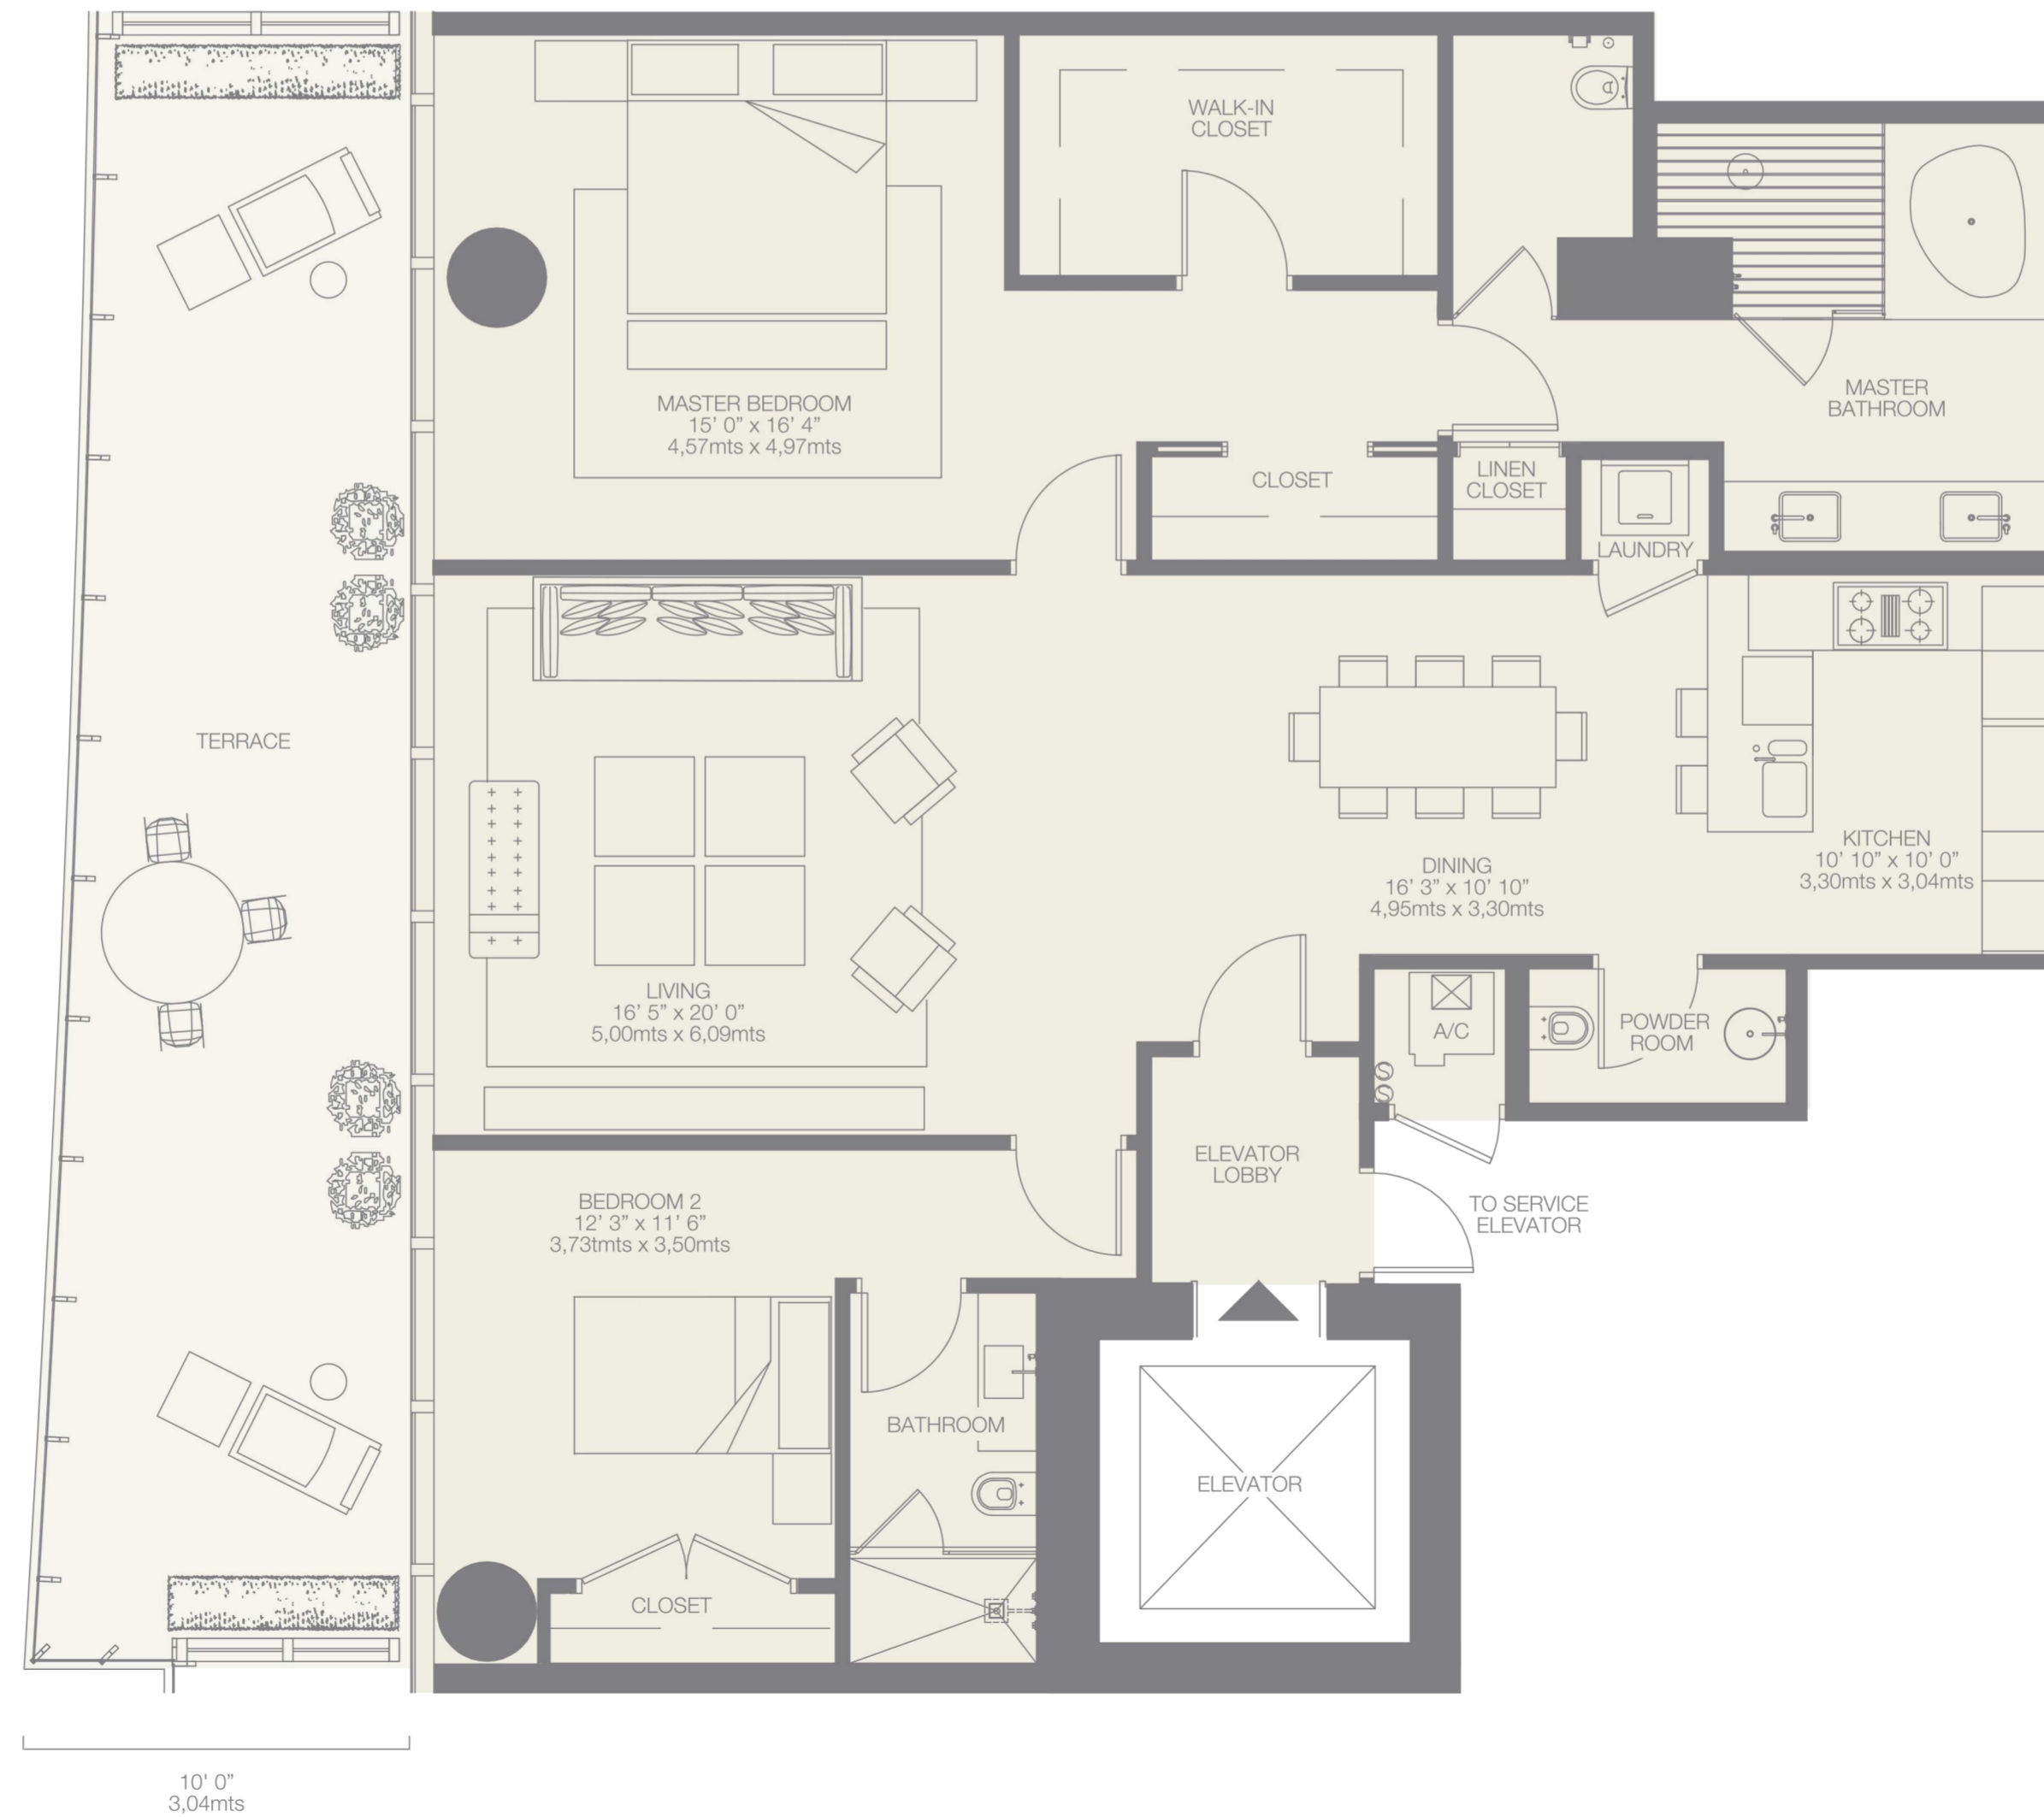 WALK-IN
CLOSET
MASTER BEDROOM
15' 0” x 16' 4”
4,57mts x 4,97mts
MASTER
BATHROOM
CLOSET
LINEN
CLOSET
LAUNDRY
TERRACE
KITCHEN
10' 10” x 10' 0”
3,30mts x 3,04mts
DINING
16' 3” x 10' 10”
4,95mts x 3,30mts
LIVING
16' 5” x 20' 0”
5,00mts x 6,09mts
A/C
POWDER
ROOM
S
S
ELEVATOR
LOBBY
TO SERVICE
ELEVATOR
BEDROOM 2
12' 3” x 11' 6”
3,73tmts x 3,50mts
BATHROOM
ELEVATOR
CLOSET
10' 0”
3,04mts